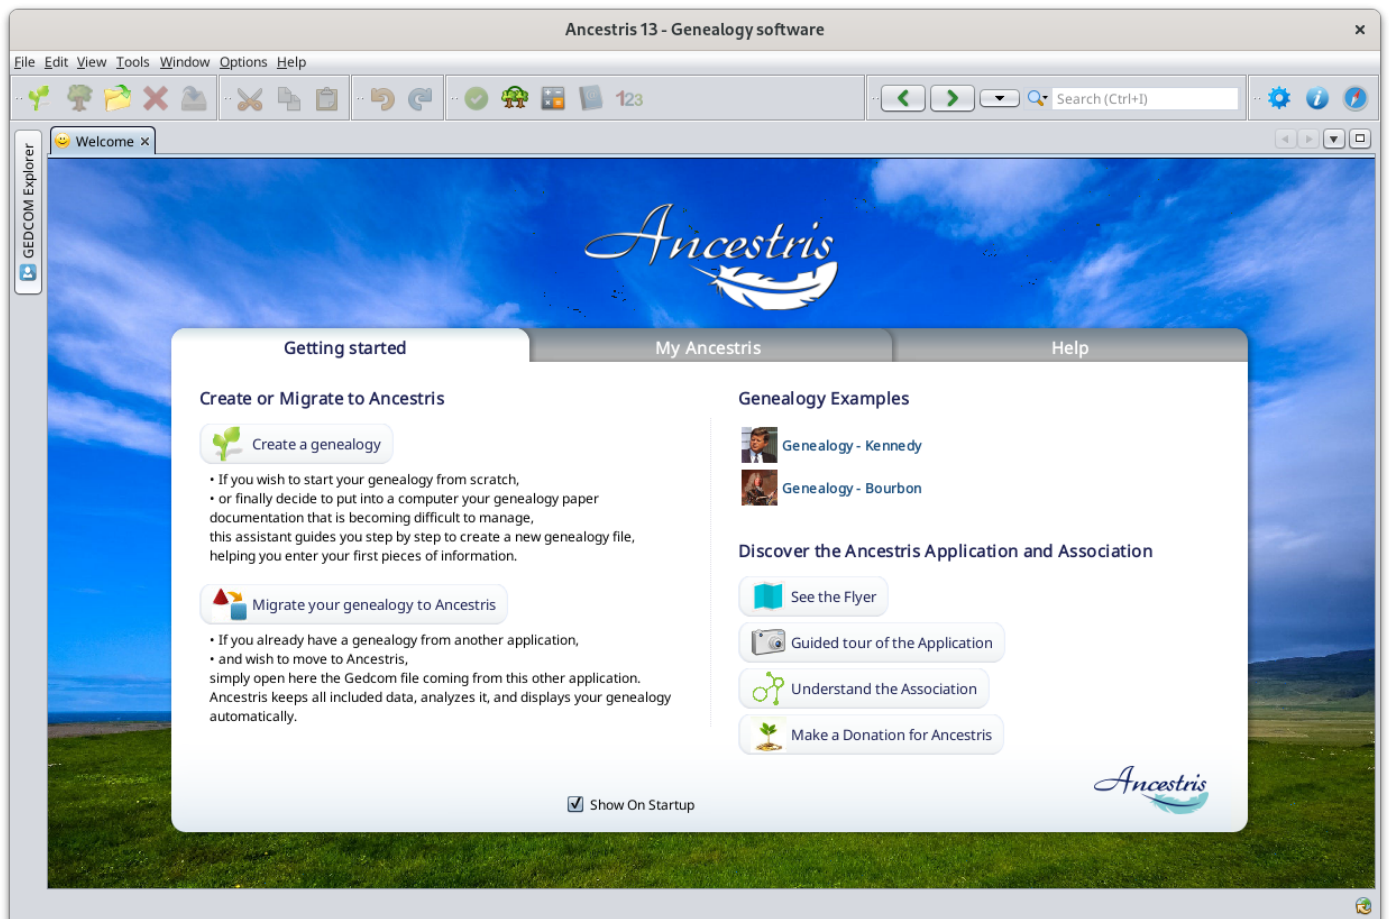 Ancestris 13 - Genealogy software
File Edit View Tools Window Options Help
123
Search (Ctrl+I)
GEDCOM Explorer
Welcome
Ancestris
Getting started
My Ancestris
Help
Create or Migrate to Ancestris
Create a genealogy
• If you wish to start your genealogy from scratch,
• or finally decide to put into a computer your genealogy paper
documentation that is becoming difficult to manage,
this assistant guides you step by step to create a new genealogy file,
helping you enter your first pieces of information.
Migrate your genealogy to Ancestris
• If you already have a genealogy from another application,
• and wish to move to Ancestris,
simply open here the Gedcom file coming from this other application.
Ancestris keeps all included data, analyzes it, and displays your genealogy
automatically.
Genealogy Examples
Genealogy - Kennedy
Genealogy - Bourbon
Discover the Ancestris Application and Association
See the Flyer
Guided tour of the Application
Understand the Association
Make a Donation for Ancestris
Ancestris
Show On Startup